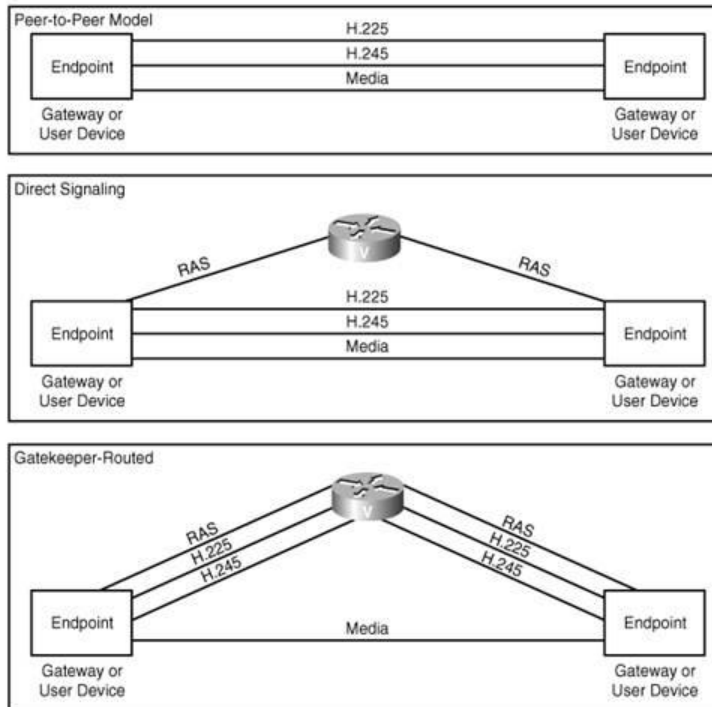 Peer-to-Peer Model
H.225
H.245
Media
Endpoint
Endpoint
Gateway or
User Device
Gateway or
User Device
Direct Signaling
V
RAS
RAS
H.225
H.245
Media
Endpoint
Endpoint
Gateway or
User Device
Gateway or
User Device
Gatekeeper-Routed
V
RAS
H.225
H.245
RAS
H.225
H.245
Endpoint
Media
Endpoint
Gateway or
User Device
Gateway or
User Device